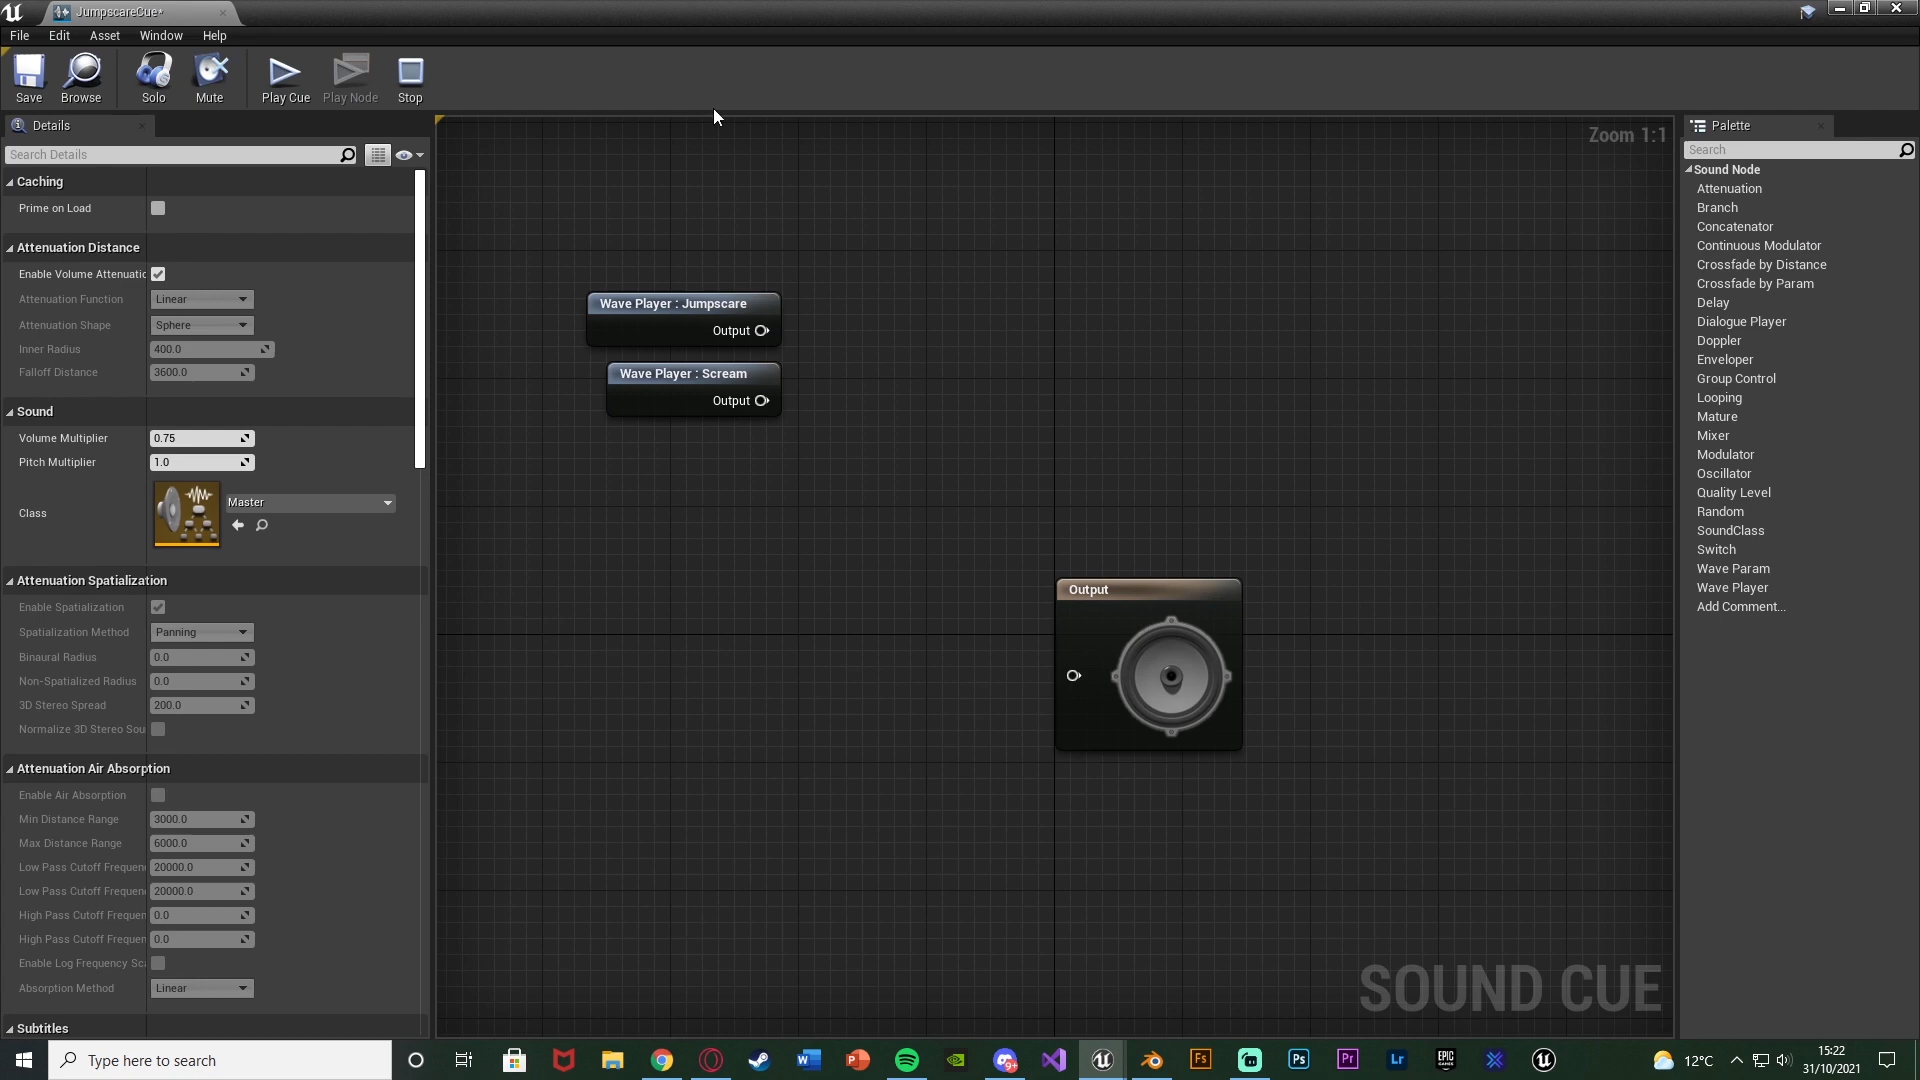 JumpscareCue*
File Edit Asset Window Help
Save Browse Solo Mute Play Cue Play Node Stop
Details
Search Details
Caching
Prime on Load
Attenuation Distance
Enable Volume Attenuatic
Attenuation Function Linear
Attenuation Shape Sphere
Inner Radius 400.0
Falloff Distance 3600.0
Sound
Volume Multiplier 0.75
Pitch Multiplier 1.0
Class Master
Attenuation Spatialization
Enable Spatialization
Spatialization Method Panning
Binaural Radius 0.0
Non-Spatialized Radius 0.0
3D Stereo Spread 200.0
Normalize 3D Stereo Sou
Attenuation Air Absorption
Enable Air Absorption
Min Distance Range 3000.0
Max Distance Range 6000.0
Low Pass Cutoff Frequen 20000.0
Low Pass Cutoff Frequen 20000.0
High Pass Cutoff Frequen 0.0
High Pass Cutoff Frequen 0.0
Enable Log Frequency Sc
Absorption Method Linear
Subtitles
Zoom 1:1
Wave Player : Jumpscare
Output
Wave Player : Scream
Output
Output
SOUND CUE
Palette
Search
Sound Node
Attenuation
Branch
Concatenator
Continuous Modulator
Crossfade by Distance
Crossfade by Param
Delay
Dialogue Player
Doppler
Enveloper
Group Control
Looping
Mature
Mixer
Modulator
Oscillator
Quality Level
Random
SoundClass
Switch
Wave Param
Wave Player
Add Comment...
Type here to search
9+
Fs
Ps
Pr
Lr
EPIC GAMES
12°C
15:22
31/10/2021